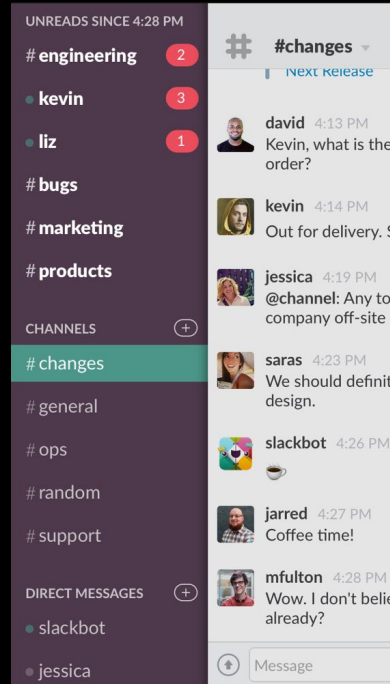 UNREADS SINCE 4:28 PM
# engineering 2
kevin 3
liz 1
# bugs
# marketing
# products
CHANNELS +
# changes
# general
# ops
# random
# support
DIRECT MESSAGES +
slackbot
jessica
# #changes
Next Release
david 4:13 PM
Kevin, what is the
order?
kevin 4:14 PM
Out for delivery.
jessica 4:19 PM
@channel: Any to
company off-site
saras 4:23 PM
We should definit
design.
slackbot 4:26 PM
jarred 4:27 PM
Coffee time!
mfulton 4:28 PM
Wow. I don't belie
already?
Message